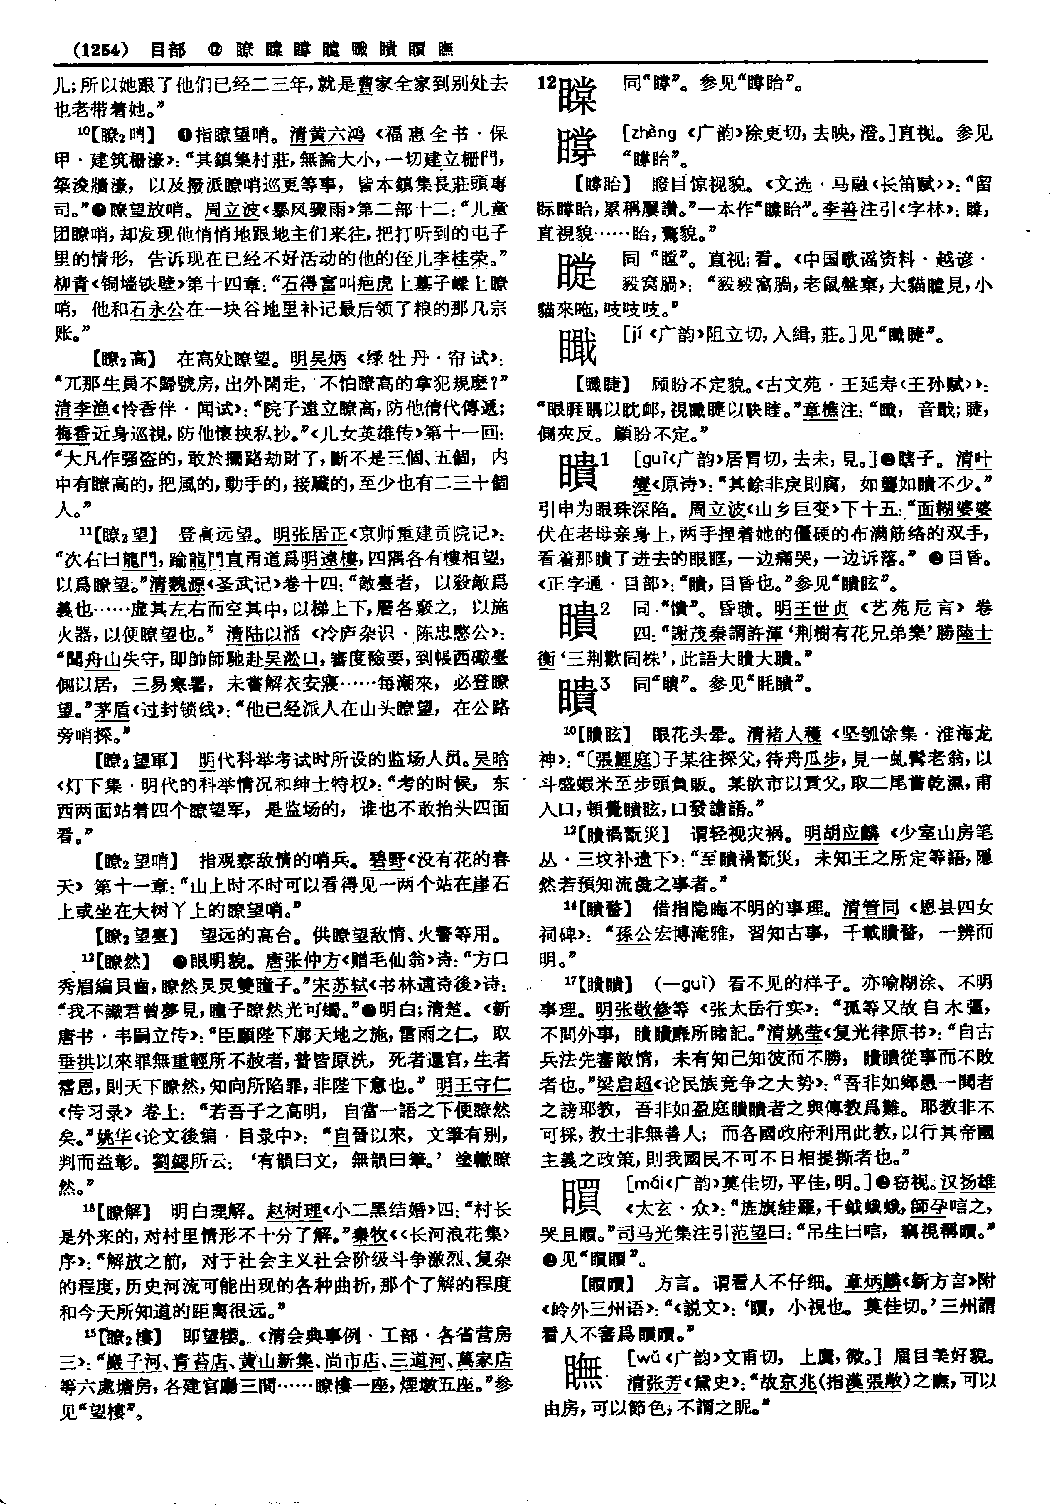 (1254) 目部 ⑫ 瞭 瞸 瞠 矃 瞌 瞶 瞔 瞴
儿；所以她跟了他们已经二三年，就是曹家全家到别处去
也老带着她。”
10【瞭₂哨】 ❶指瞭望哨。清黄六鸿《福惠全书·保
甲·建筑栅濠》：“其鎮集村莊，無論大小，一切建立栅門，
築浚牆濠，以及撥派瞭哨巡更等事，皆本鎮集長莊頭專
司。”❷瞭望放哨。周立波《暴风骤雨》第二部十二：“儿童
团瞭哨，却发现他悄悄地跟地主们来往，把打听到的屯子
里的情形，告诉现在已经不好活动的他的侄儿李桂荣。”
柳青《铜墙铁壁》第十四章：“石得富叫疤虎上墓子峁上瞭
哨，他和石永公在一块谷地里补记最后领了粮的那几宗
账。”
【瞭₂高】 在高处瞭望。明吴炳《绿牡丹·帘试》：
“兀那生員不歸號房，出外閑走，不怕瞭高的拿犯規麽？”
清李渔《怜香伴·闻试》：“院子遠立瞭高，防他倩代傳遞；
梅香近身巡視，防他懷挾私抄。”《儿女英雄传》第十一回：
“大凡作强盗的，敢於攔路劫財了，斷不是三個、五個，内
中有瞭高的，把風的，動手的，接贓的，至少也有二三十個
人。”
11【瞭₂望】 登高远望。明张居正《京师重建贡院记》：
“次右曰龍門，踰龍門直甬道爲明遠樓，四隅各有樓相望，
以爲瞭望。”清魏源《圣武记》卷十四：“敵臺者，以殺敵爲
義也……虚其左右而空其中，以梯上下，層各竅之，以施
火器，以便瞭望也。”清陆以湉《冷庐杂识·陈忠愍公》：
“聞舟山失守，即帥師馳赴吴淞口，審度險要，到帳西礮臺
側以居，三易寒暑，未嘗解衣安寢……每潮來，必登瞭
望。”茅盾《过封锁线》：“他已经派人在山头瞭望，在公路
旁哨探。”
【瞭₂望軍】 明代科举考试时所设的监场人员。吴晗
《灯下集·明代的科举情况和绅士特权》：“考的时候，东
西两面站着四个瞭望军，是监场的，谁也不敢抬头四面
看。”
【瞭₂望哨】 指观察敌情的哨兵。碧野《没有花的春
天》第十一章：“山上时不时可以看得见一两个站在崖石
上或坐在大树丫上的瞭望哨。”
【瞭₂望臺】 望远的高台。供瞭望敌情、火警等用。
12【瞭然】 ❶眼明貌。唐张仲方《赠毛仙翁》诗：“方口
秀眉編貝齒，瞭然炅炅雙瞳子。”宋苏轼《书林逋诗後》诗：
“我不識君曾夢見，瞳子瞭然光可燭。”❷明白；清楚。《新
唐书·韦嗣立传》：“臣願陛下廓天地之施，雷雨之仁，取
垂拱以來罪無重輕所不赦者，普皆原洗，死者還官，生者
霑恩，則天下瞭然，知向所陷罪，非陛下意也。”明王守仁
《传习录》卷上：“若吾子之高明，自當一語之下便瞭然
矣。”姚华《论文後编·目录中》：“自晉以來，文筆有别，
判而益彰。劉勰所云：‘有韻曰文，無韻曰筆。’塗轍瞭
然。”
13【瞭解】 明白理解。赵树理《小二黑结婚》四：“村长
是外来的，对村里情形不十分了解。”秦牧《〈长河浪花集〉
序》：“解放之前，对于社会主义社会阶级斗争激烈、复杂
的程度，历史河流可能出现的各种曲折，那个了解的程度
和今天所知道的距离很远。”
15【瞭₂樓】 即望楼。《清会典事例·工部·各省营房
三》：“巖子河、青苔店、黄山新集、尚市店、三道河、萬家店
等六處塘房，各建官廳三間……瞭樓一座，煙墩五座。”参
见“望樓”。
12 同“瞠”。参见“瞠眙”。
[zhèng 《广韵》除更切，去映，澄。]直视。参见
“瞠眙”。
【瞠眙】 瞪目惊视貌。《文选·马融〈长笛赋〉》：“留
眎瞠眙，累稱屢讚。”一本作“瞸眙”。李善注引《字林》：瞠，
直視貌……眙，驚貌。”
同“瞠”。直视；看。《中国歌谣资料·越谚·
毅窝窩》：“毅毅窩窩，老鼠盤窠，大貓瞠見，小
貓來啦，吱吱吱。”
[jí 《广韵》阻立切，入緝，莊。]见“睵睫”。
顾盼不定貌。《古文苑·王延寿〈王孙赋〉》：
章樵注：
側夾反。顧盼不定。”
瞶1 [guì《广韵》居胃切，去未，見。]❶瞎子。清叶
燮《原诗》：“其餘非戾則腐，如聾如瞶不少。”
引申为眼珠深陷。周立波《山乡巨变》下十五：“面糊婆婆
伏在老母亲身上，两手捏着她的僵硬的布满筋络的双手，
看着那瞶了进去的眼眶，一边痛哭，一边诉落。” ❷目昏。
《正字通·目部》：“瞶，目昏也。”参见“瞶眩”。
瞶2 同“憒”。昏瞶。明王世贞《艺苑卮言》卷
四：“謝茂秦謂許渾‘荆樹有花兄弟樂’勝陸士
衡‘三荆歡同株’，此語大瞶大瞶。”
瞶3 同“聵”。参见“眊瞶”。
10【瞶眩】 眼花头晕。清褚人穫《坚瓠馀集·淮海龙
神》：“〔張鯉庭〕子某往探父，待舟瓜步，見一虬髯老翁，以
斗盛蝦米至步頭負販。某欲市以貢父，取二尾嘗乾濕，甫
入口，頓覺瞶眩，口發譫語。”
13【瞶禍翫災】 谓轻视灾祸。明胡应麟《少室山房笔
丛·三坟补逸下》：“至瞶禍翫災，未知王之所定等語，隱
然若預知流彘之事者。”
14【瞶瞀】 借指隐晦不明的事理。清管同《恩县四女
祠碑》：“孫公宏博淹雅，習知古事，千載瞶瞀，一辨而
明。”
17【瞶瞶】 (—guì) 看不见的样子。亦喻糊涂、不明
事理。明张敬修等《张太岳行实》：“孤等又故自木彊，
不問外事，瞶瞶靡所睹記。”清姚莹《复光律原书》：“自古
兵法先審敵情，未有知己知彼而不勝，瞶瞶從事而不敗
者也。”梁启超《论民族竞争之大势》：“吾非如鄉愚一閧者
之謗耶教，吾非如盈庭瞶瞶者之與傳教爲難。耶教非不
可採，教士非無善人；而各國政府利用此教，以行其帝國
主義之政策，則我國民不可不日相提撕者也。”
[mái《广韵》莫佳切，平佳，明。]❶窃视。汉扬雄
《太玄·众》：“旌旗絓羅，干鉞蛾蛾，師孕唁之，
哭且瞔。”司马光集注引范望曰：“吊生曰唁，竊視稱瞔。”
❷见“瞔瞔”。
【瞔瞔】 方言。谓看人不仔细。章炳麟《新方言》附
《岭外三州语》：“《説文》：‘瞔，小視也。莫佳切。’三州謂
看人不審爲瞔瞔。”
瞴 [wǔ 《广韵》文甫切，上麌，微。] 眉目美好貌。
清张芳《黛史》：“故京兆(指漢張敞)之瞴，可以
由房，可以節色，不謂之昵。”